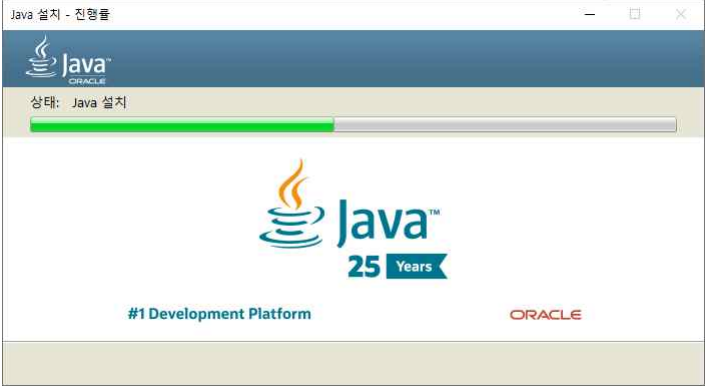 Java 설치 - 진행률
Java™
ORACLE
상태: Java 설치
Java™
25 Years
#1 Development Platform
ORACLE